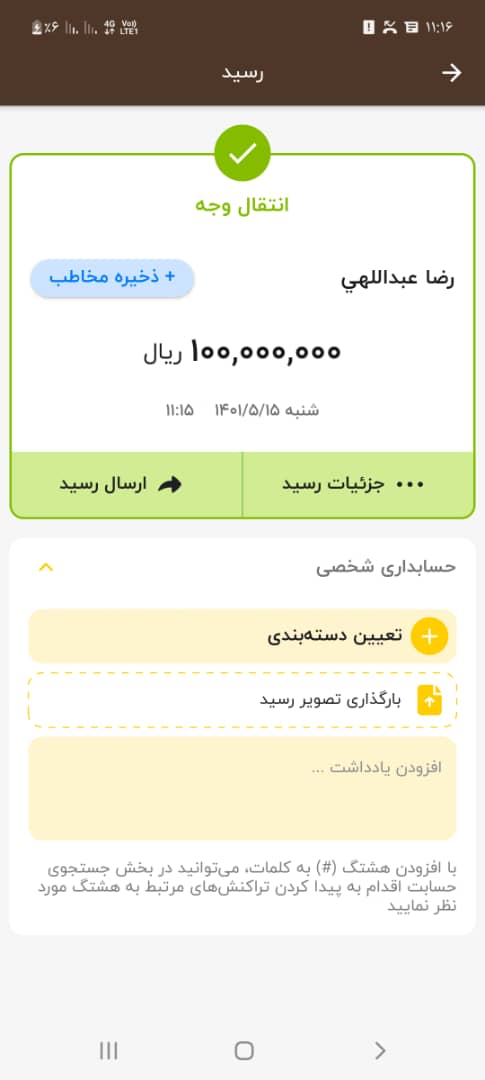 ۱۱:۱۶
٪۶ 4G Vo)) LTE1
رسید
انتقال وجه
رضا عبداللهي
+ ذخیره مخاطب
۱۰۰,۰۰۰,۰۰۰ ریال
شنبه ۱۴۰۱/۵/۱۵ ۱۱:۱۵
جزئیات رسید
ارسال رسید
حسابداری شخصی
تعیین دسته‌بندی
بارگذاری تصویر رسید
افزودن یادداشت ...
با افزودن هشتگ (#) به کلمات، می‌توانید در بخش جستجوی
حسابت اقدام به پیدا کردن تراکنش‌های مرتبط به هشتگ مورد
نظر نمایید